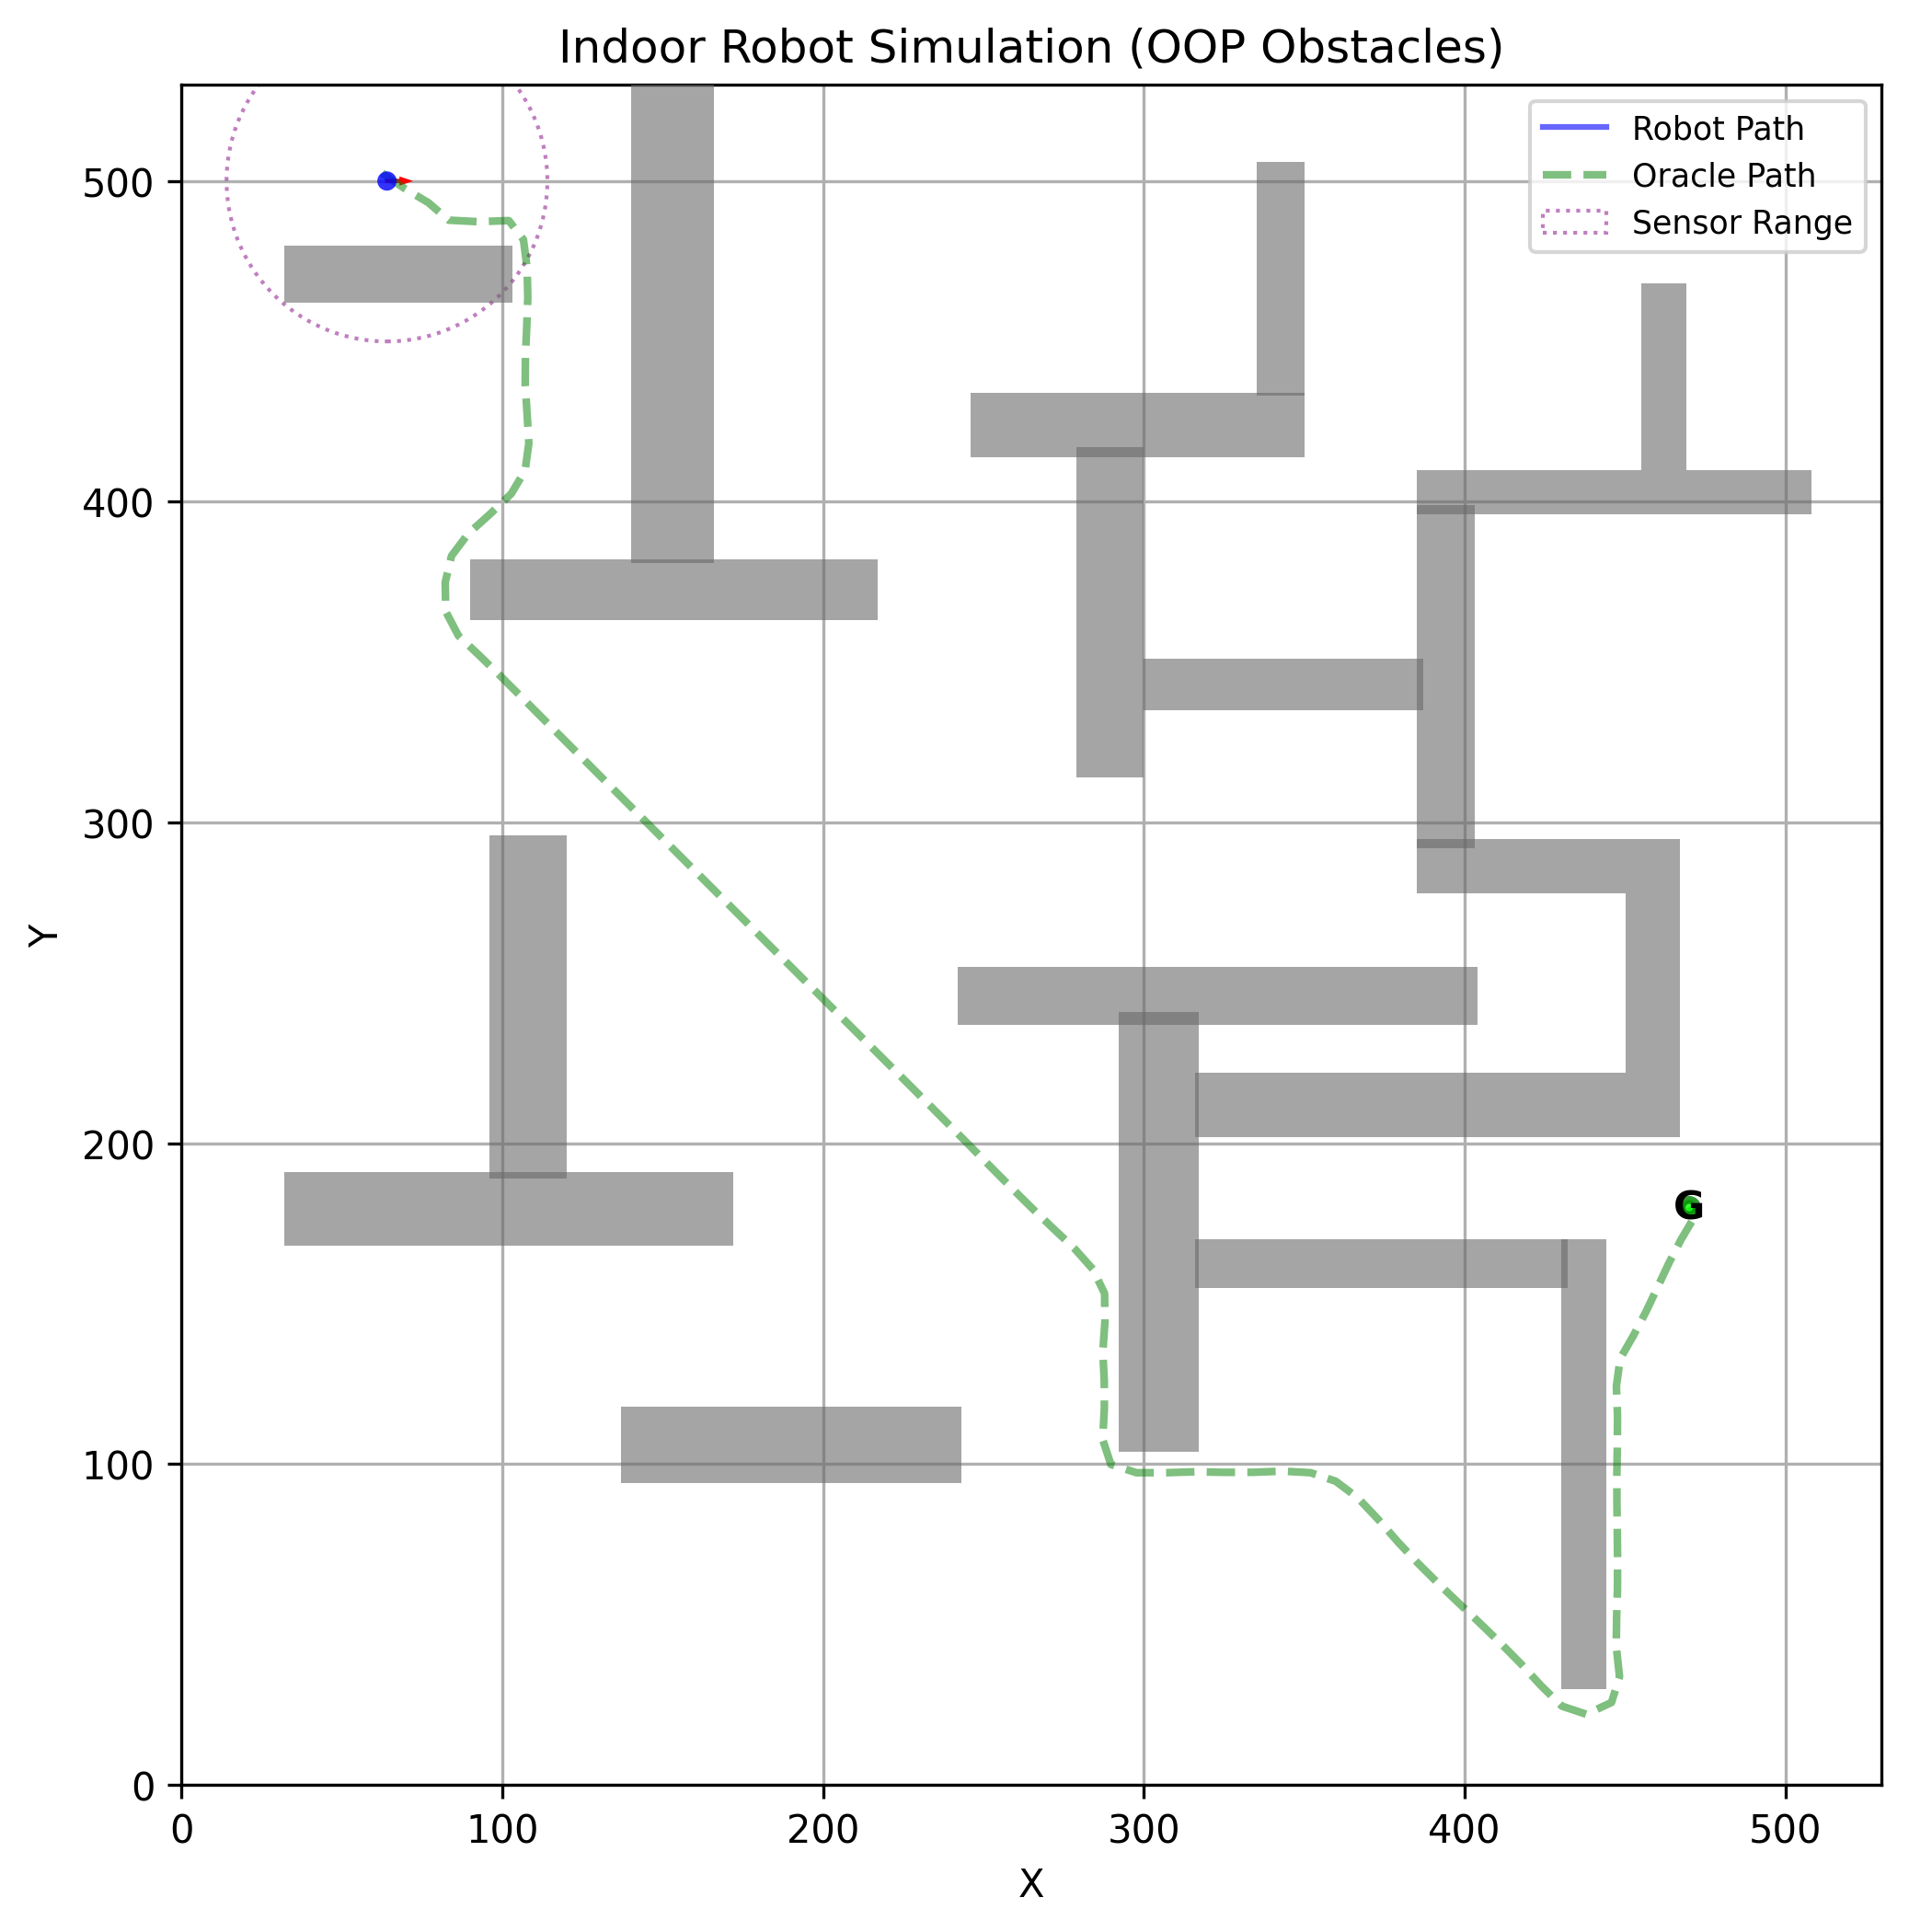 Indoor Robot Simulation (OOP Obstacles)
Robot Path
Oracle Path
Sensor Range
500
400
300
200
100
0
Y
G
0 100 200 300 400 500
X